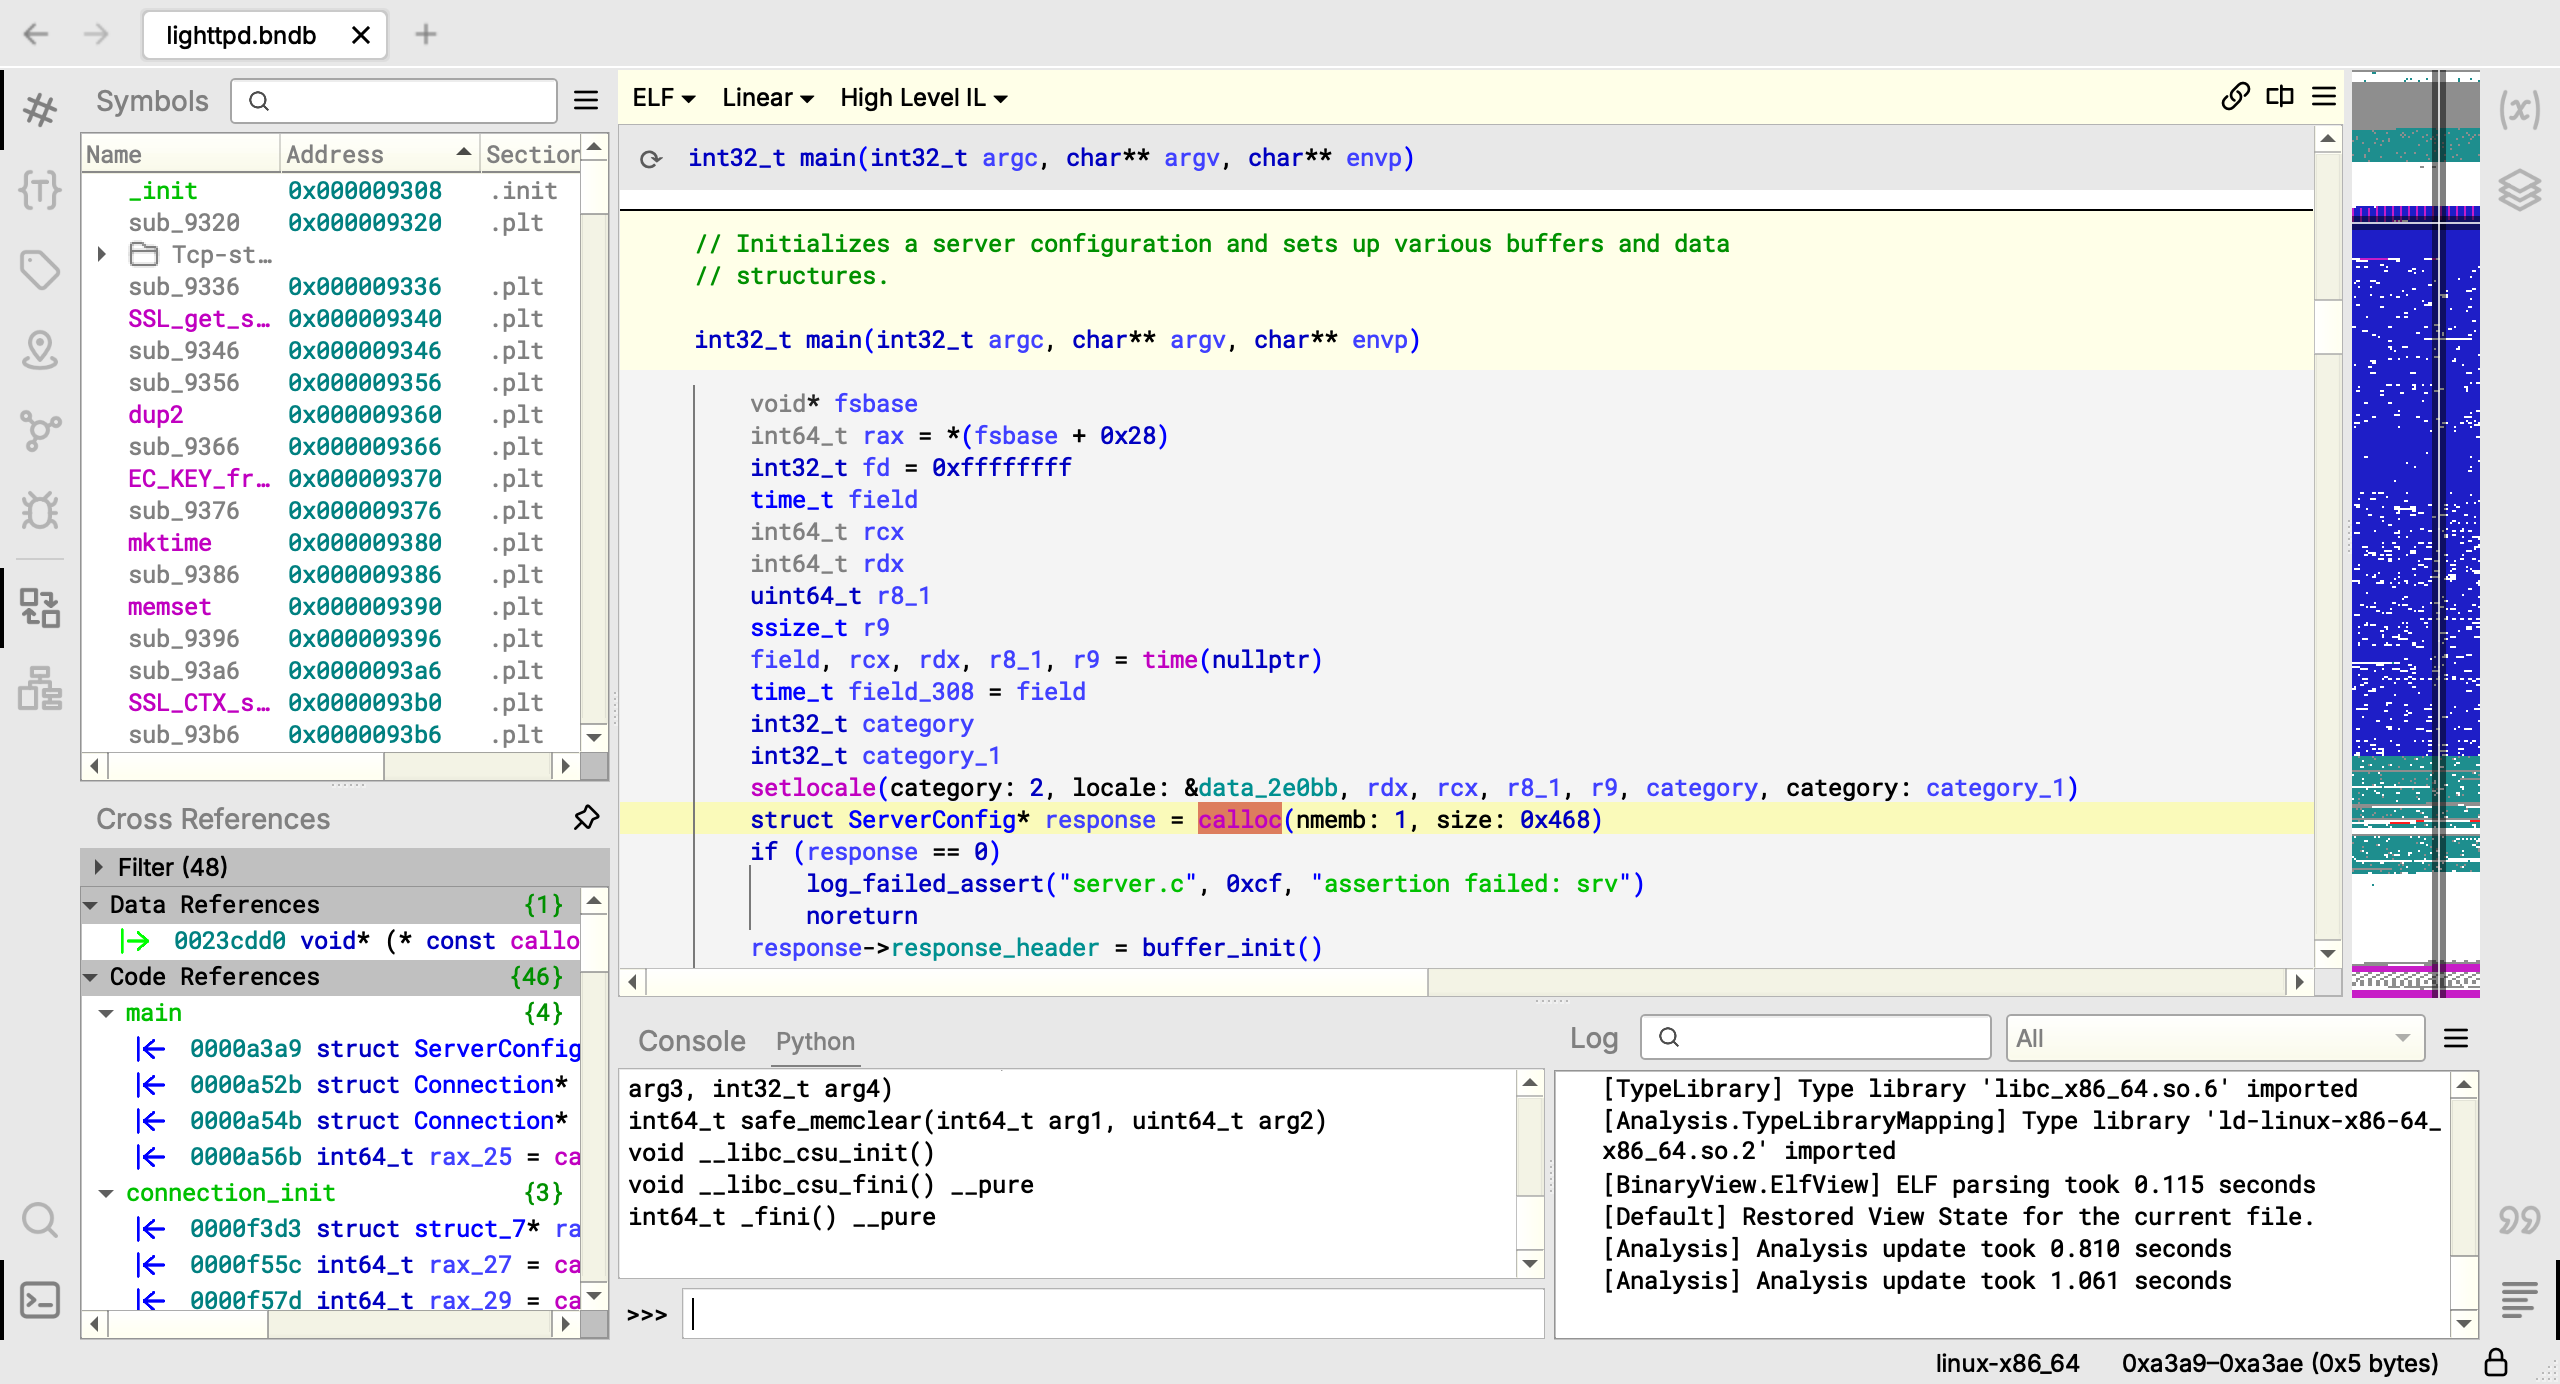 lighttpd.bndb
Symbols
Name Address Section
_init 0x000009308 .init
sub_9320 0x000009320 .plt
Tcp-st…
sub_9336 0x000009336 .plt
SSL_get_s… 0x000009340 .plt
sub_9346 0x000009346 .plt
sub_9356 0x000009356 .plt
dup2 0x000009360 .plt
sub_9366 0x000009366 .plt
EC_KEY_fr… 0x000009370 .plt
sub_9376 0x000009376 .plt
mktime 0x000009380 .plt
sub_9386 0x000009386 .plt
memset 0x000009390 .plt
sub_9396 0x000009396 .plt
sub_93a6 0x0000093a6 .plt
SSL_CTX_s… 0x0000093b0 .plt
sub_93b6 0x0000093b6 .plt
Cross References
Filter (48)
Data References {1}
0023cdd0 void* (* const callo
Code References {46}
main {4}
0000a3a9 struct ServerConfig
0000a52b struct Connection*
0000a54b struct Connection*
0000a56b int64_t rax_25 = ca
connection_init {3}
0000f3d3 struct struct_7* ra
0000f55c int64_t rax_27 = ca
0000f57d int64_t rax_29 = ca
ELF Linear High Level IL
int32_t main(int32_t argc, char** argv, char** envp)
// Initializes a server configuration and sets up various buffers and data
// structures.
int32_t main(int32_t argc, char** argv, char** envp)
void* fsbase
int64_t rax = *(fsbase + 0x28)
int32_t fd = 0xffffffff
time_t field
int64_t rcx
int64_t rdx
uint64_t r8_1
ssize_t r9
field, rcx, rdx, r8_1, r9 = time(nullptr)
time_t field_308 = field
int32_t category
int32_t category_1
setlocale(category: 2, locale: &data_2e0bb, rdx, rcx, r8_1, r9, category, category: category_1)
struct ServerConfig* response = calloc(nmemb: 1, size: 0x468)
if (response == 0)
log_failed_assert("server.c", 0xcf, "assertion failed: srv")
noreturn
response->response_header = buffer_init()
Console Python
arg3, int32_t arg4)
int64_t safe_memclear(int64_t arg1, uint64_t arg2)
void __libc_csu_init()
void __libc_csu_fini() __pure
int64_t _fini() __pure
>>>
Log All
[TypeLibrary] Type library 'libc_x86_64.so.6' imported
[Analysis.TypeLibraryMapping] Type library 'ld-linux-x86-64_
x86_64.so.2' imported
[BinaryView.ElfView] ELF parsing took 0.115 seconds
[Default] Restored View State for the current file.
[Analysis] Analysis update took 0.810 seconds
[Analysis] Analysis update took 1.061 seconds
linux-x86_64 0xa3a9–0xa3ae (0x5 bytes)